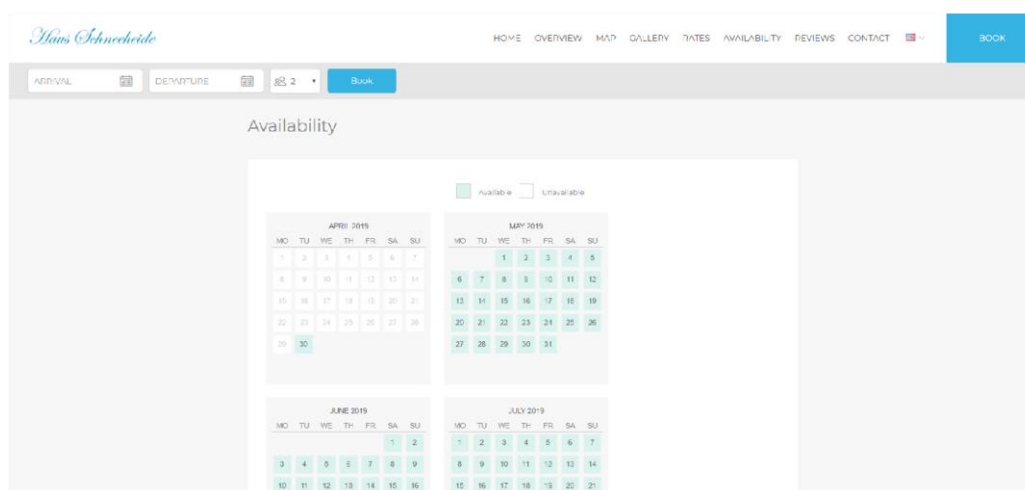 Haus Schneeheide
HOME OVERVIEW MAP GALLERY RATES AVAILABILITY REVIEWS CONTACT BOOK
ARRIVAL DEPARTURE 2 Book
Availability
Available Unavailable
APRIL 2019
MO TU WE TH FR SA SU
1 2 3 4 5 6 7
8 9 10 11 12 13 14
15 16 17 18 19 20 21
22 23 24 25 26 27 28
29 30
MAY 2019
MO TU WE TH FR SA SU
1 2 3 4 5
6 7 8 9 10 11 12
13 14 15 16 17 18 19
20 21 22 23 24 25 26
27 28 29 30 31
JUNE 2019
MO TU WE TH FR SA SU
1 2
3 4 5 6 7 8 9
10 11 12 13 14 15 16
JULY 2019
MO TU WE TH FR SA SU
1 2 3 4 5 6 7
8 9 10 11 12 13 14
15 16 17 18 19 20 21